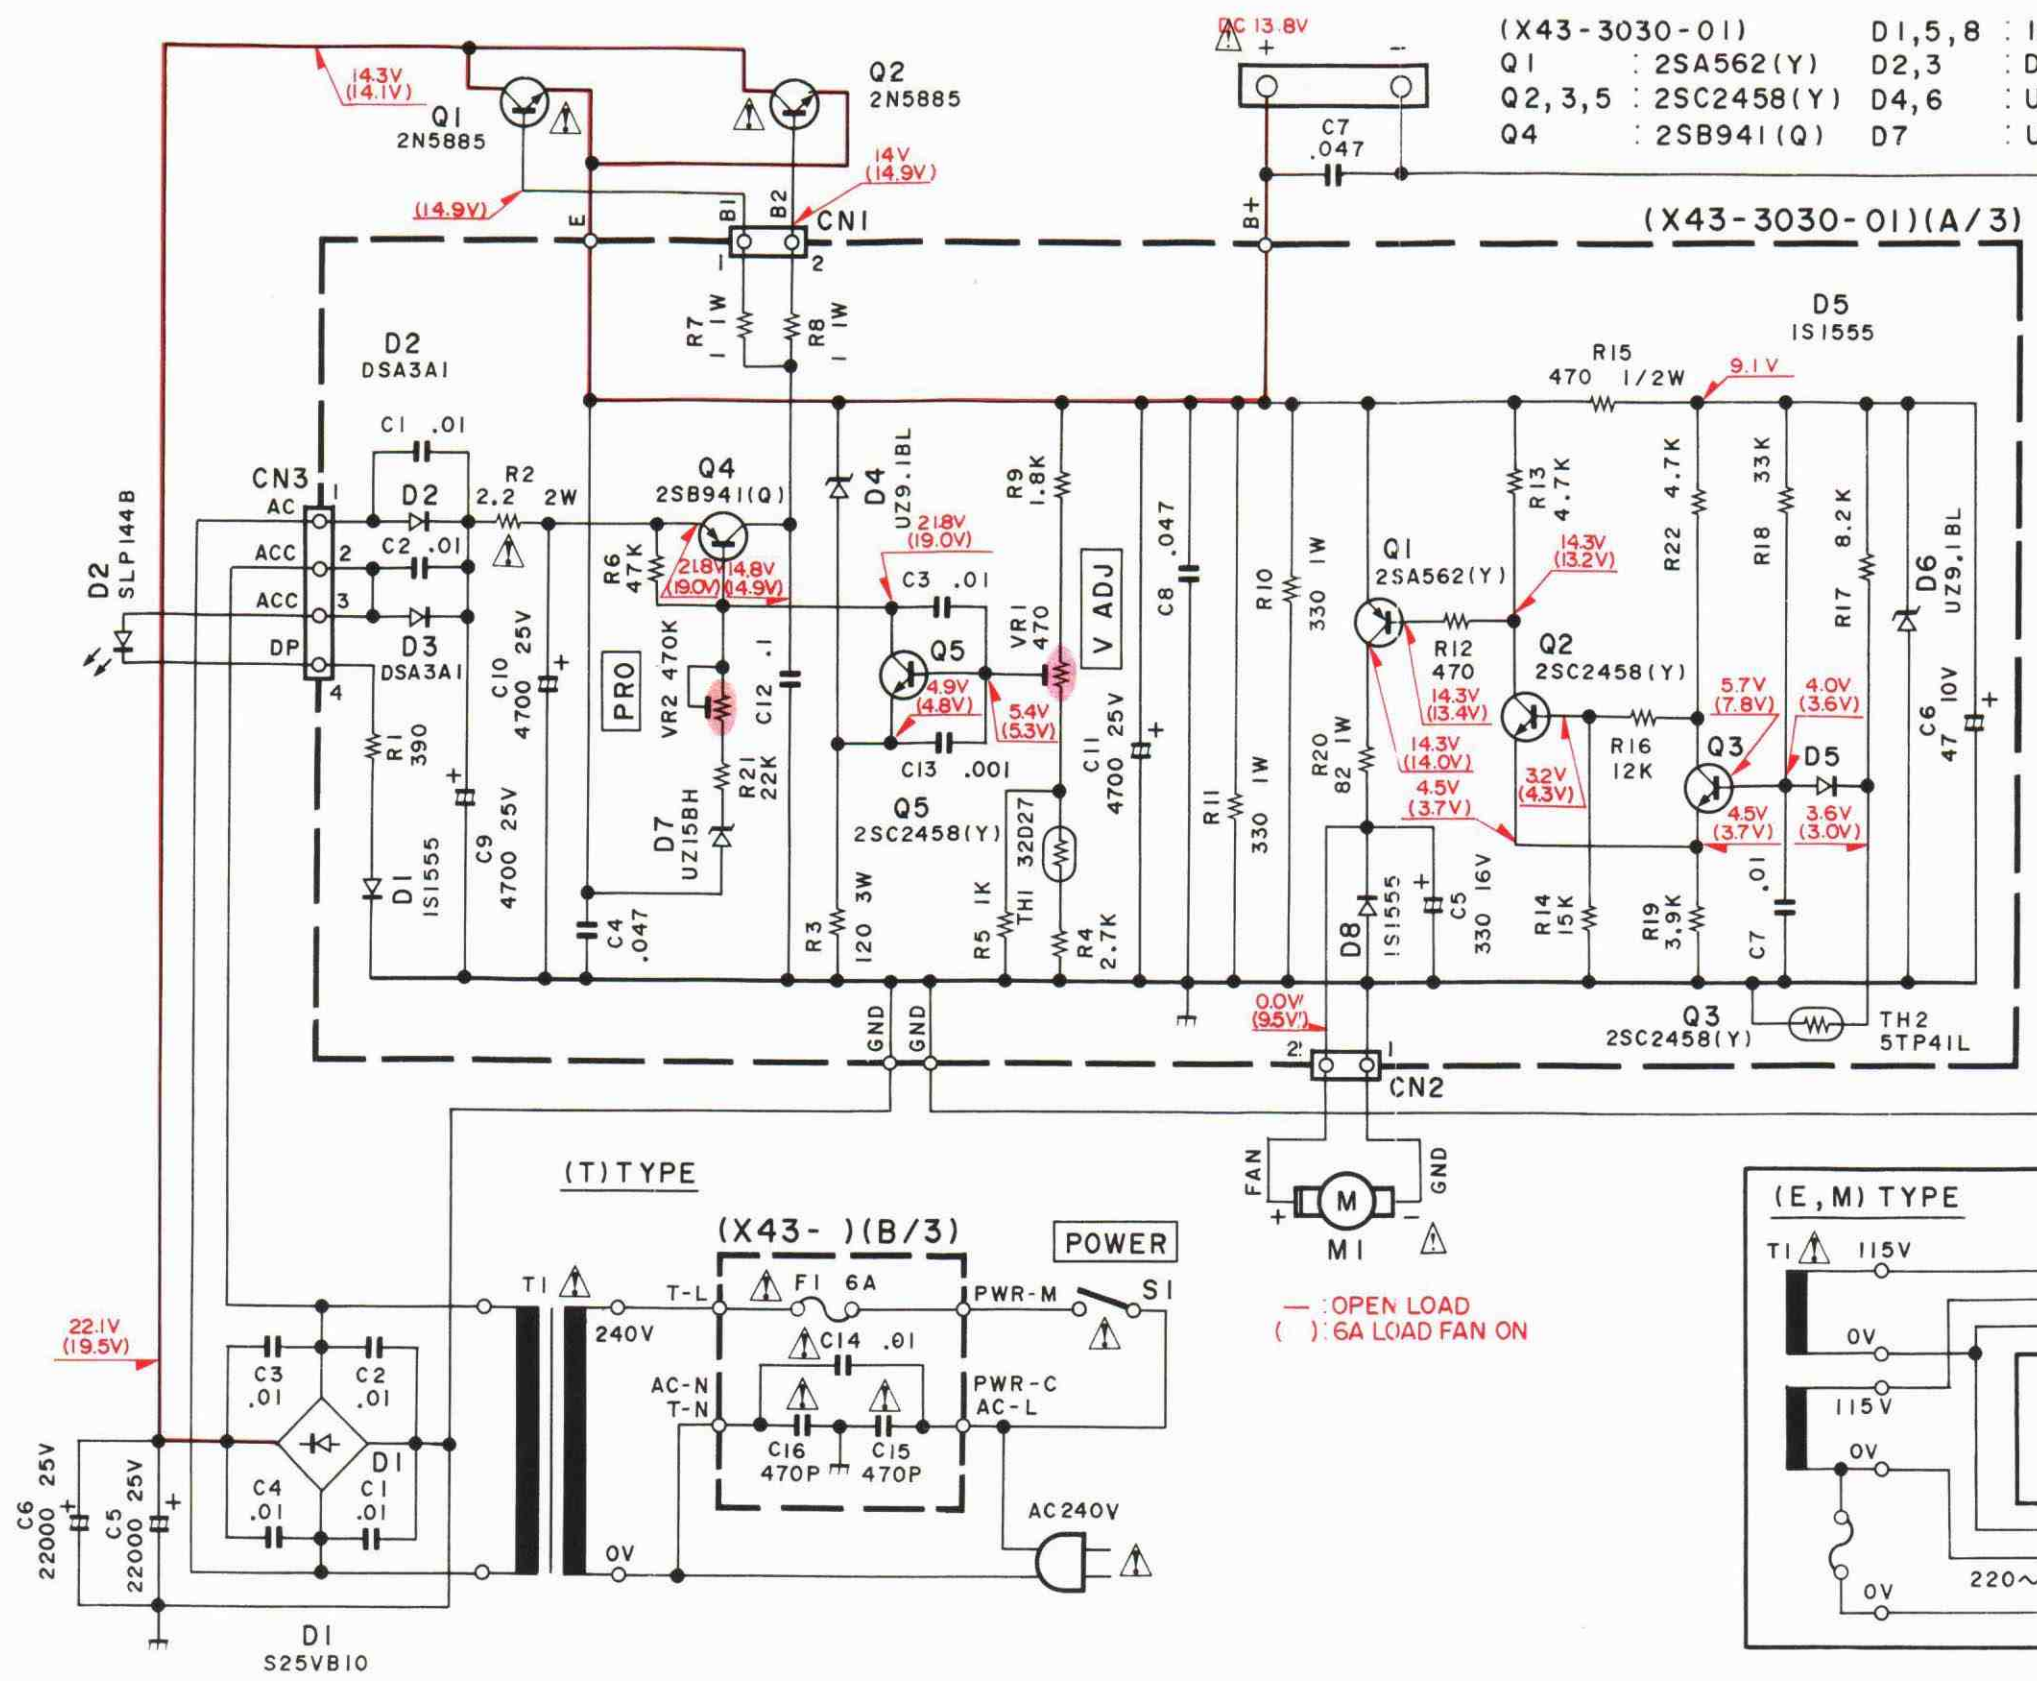 DC 13.8V
+ -
(X43-3030-01) D1,5,8 : 1
Q1 : 2SA562(Y) D2,3 : D
Q2,3,5 : 2SC2458(Y) D4,6 : U
Q4 : 2SB941(Q) D7 : U
14.3V
(14.1V)
Q1
2N5885
Q2
2N5885
14V
(14.9V)
(14.9V)
C7
.047
E
B1
B2
CN1
B+
(X43-3030-01)(A/3)
1
2
R7 1 1W
R8 1 1W
D5
1S1555
D2
DSA3A1
R15
470 1/2W
9.1V
C1 .01
CN3
AC
1
D2
R2
2.2 2W
Q4
2SB941(Q)
D4
UZ9.1BL
R9
1.8K
R13
4.7K
R22 4.7K
R18 33K
R17 8.2K
D6
UZ9.1BL
D2
SLP144B
ACC
2
C2 .01
ACC
3
D3
DSA3A1
DP
4
R6
47K
21.8V
(19.0V)
14.8V
(14.9V)
21.8V
(19.0V)
C3 .01
VR1
470
V ADJ
C8 .047
R10 330 1W
Q1
2SA562(Y)
14.3V
(13.2V)
R12
470
Q2
2SC2458(Y)
C10
4700 25V
+
PRO
VR2 470K
C12 .1
Q5
4.9V
(4.8V)
5.4V
(5.3V)
14.3V
(13.4V)
14.3V
(14.0V)
5.7V
(7.8V)
4.0V
(3.6V)
C6
47 10V
+
R1
390
C9
4700 25V
+
R21
22K
C13 .001
Q5
2SC2458(Y)
C11
4700 25V
+
R11 330 1W
R20
82 1W
4.5V
(3.7V)
3.2V
(4.3V)
R16
12K
Q3
D5
4.5V
(3.7V)
3.6V
(3.0V)
D7
UZ15BH
D1
1S1555
C4
.047
R3 120 3W
R5 1K
TH1 32D27
R4
2.7K
D8
1S1555
C5
330 16V
+
R14
15K
R19
3.9K
C7 .01
GND
GND
0.0V
(9.5V)
2
1
CN2
Q3
2SC2458(Y)
TH2
5TP41L
FAN
GND
+ M -
M1
(T)TYPE
(X43- )(B/3)
POWER
(E,M)TYPE
T1 115V
T1
T-L
F1 6A
PWR-M
S1
240V
C14 .01
— : OPEN LOAD
( ) : 6A LOAD FAN ON
22.1V
(19.5V)
C3
.01
C2
.01
AC-N
T-N
PWR-C
AC-L
0V
115V
0V
C16
470P
C15
470P
D1
C4
.01
C1
.01
C6
22000 25V
+
C5
22000 25V
+
AC240V
0V
220~
0V
D1
S25VB10